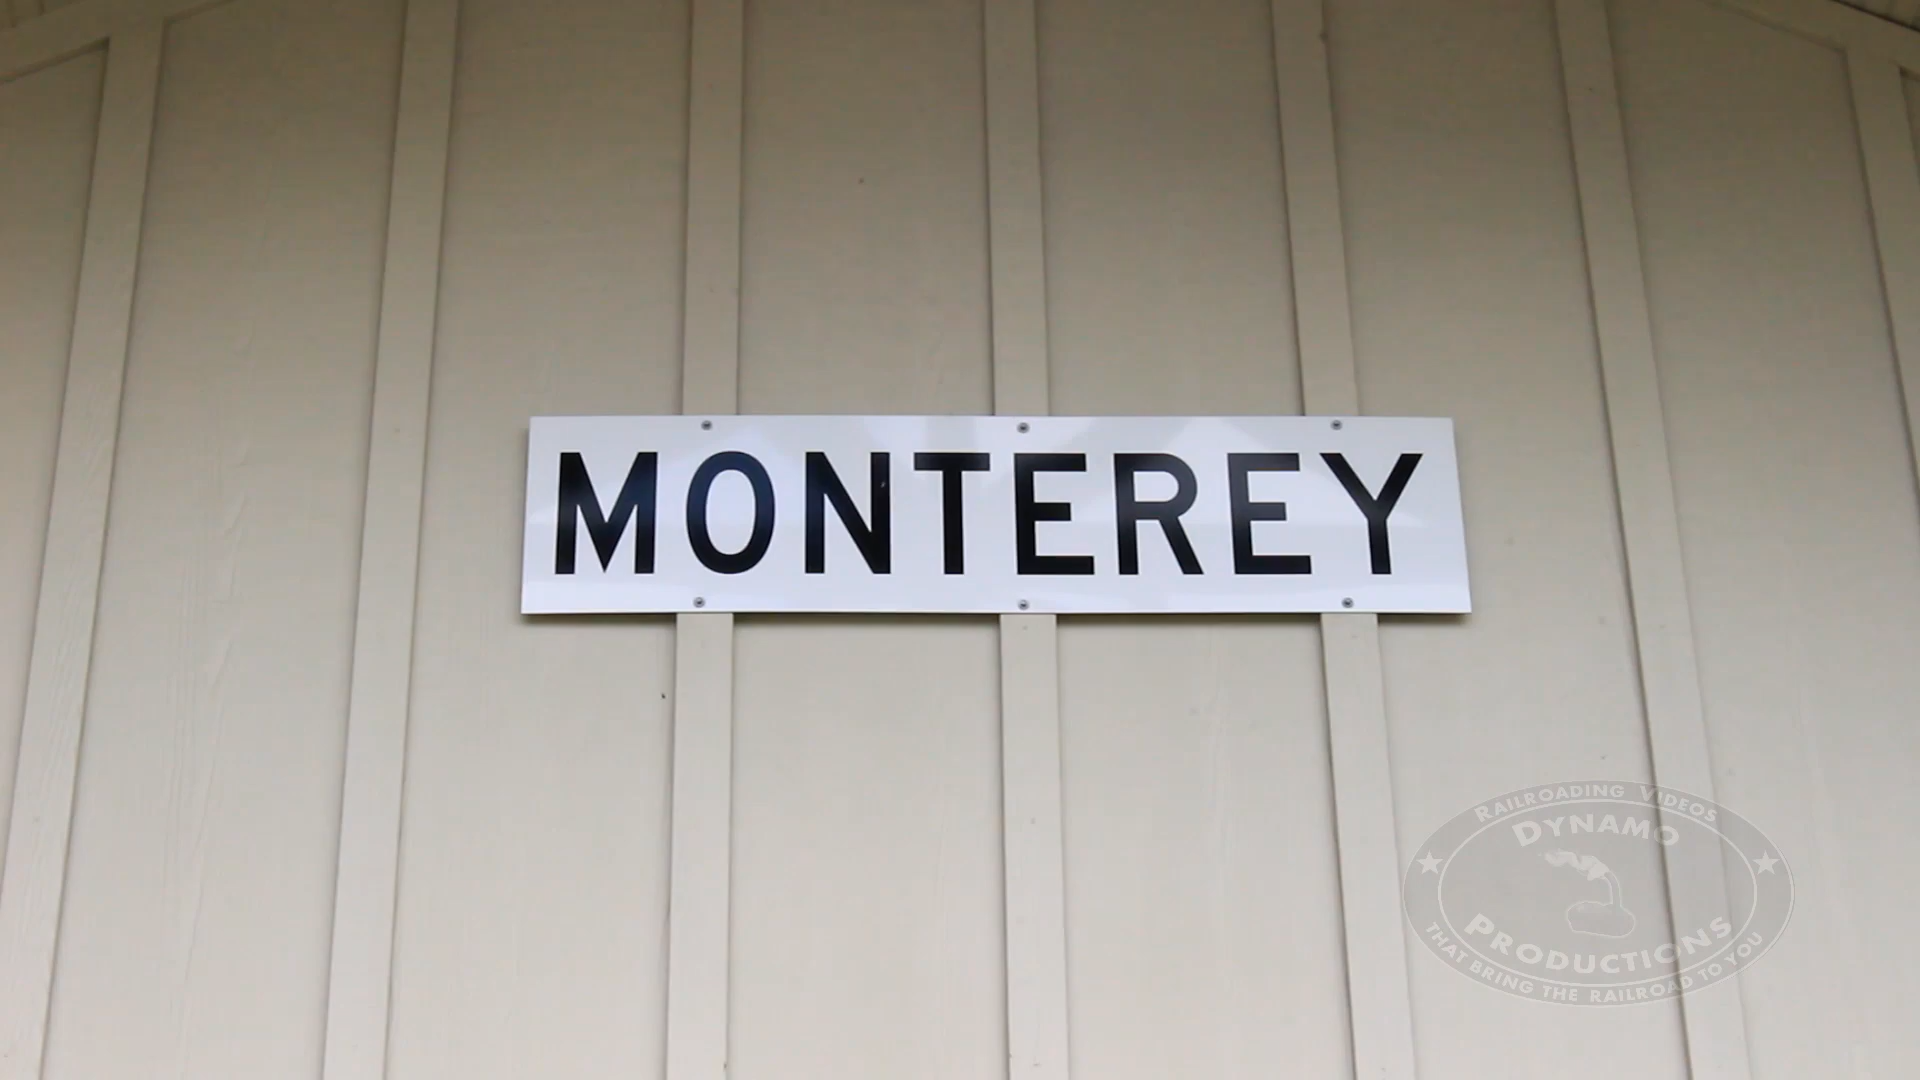 MONTEREY
RAILROADING VIDEOS
DYNAMO
PRODUCTIONS
THAT BRING THE RAILROAD TO YOU